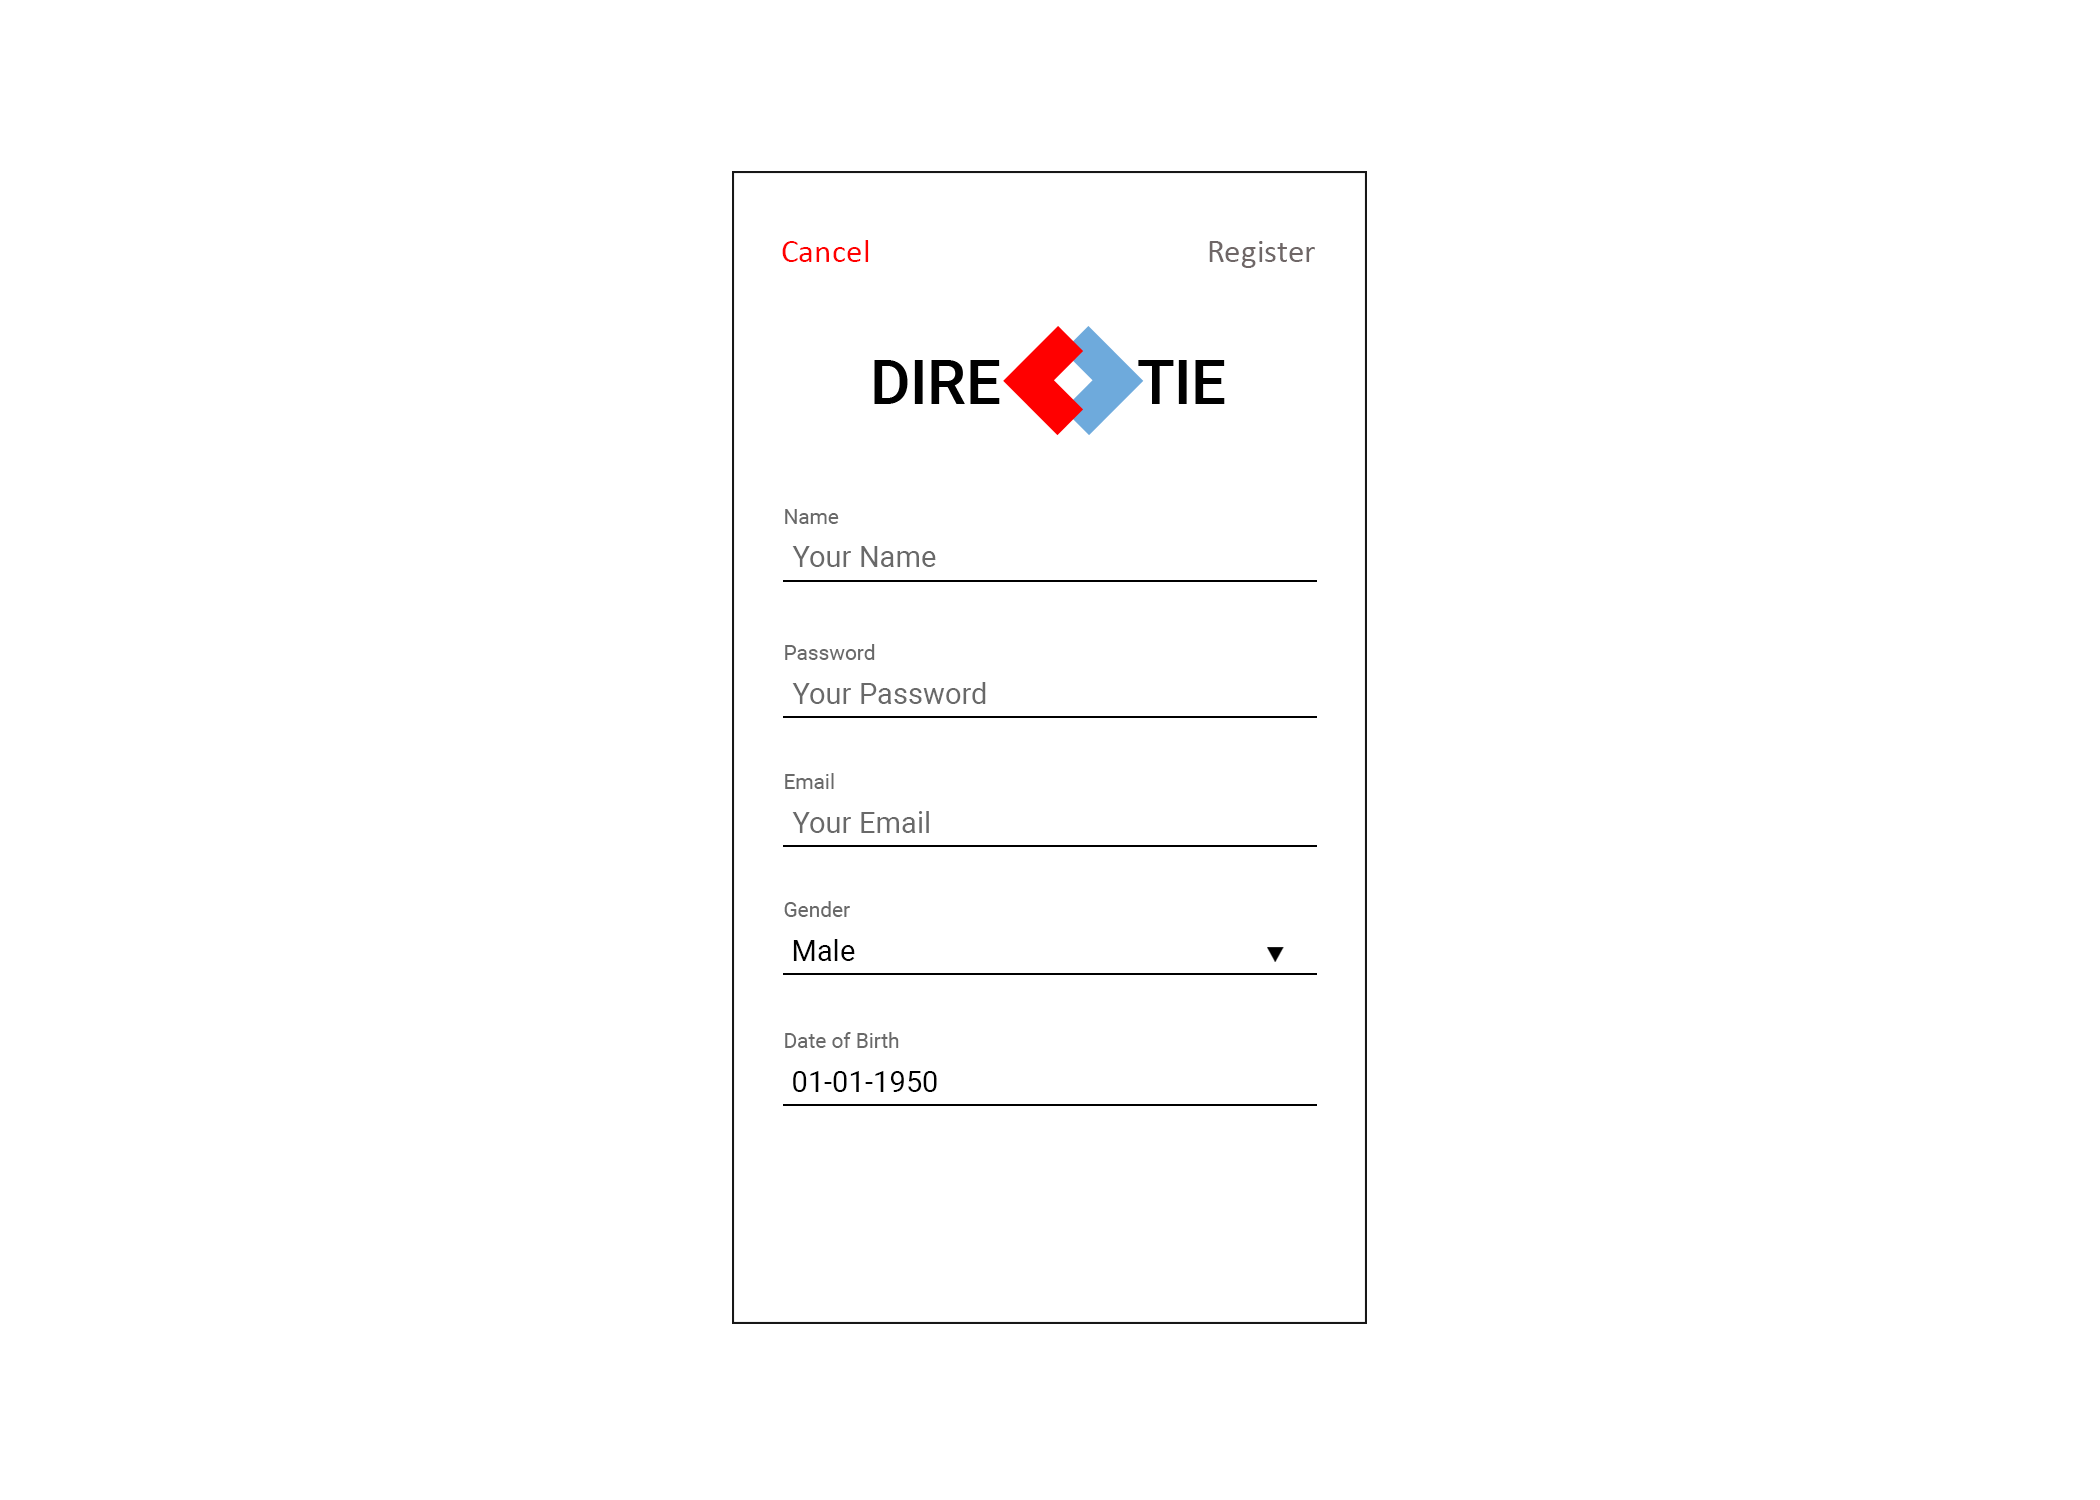 Cancel
Register
DIRE TIE
Name
Your Name
Password
Your Password
Email
Your Email
Gender
Male
▼
Date of Birth
01-01-1950